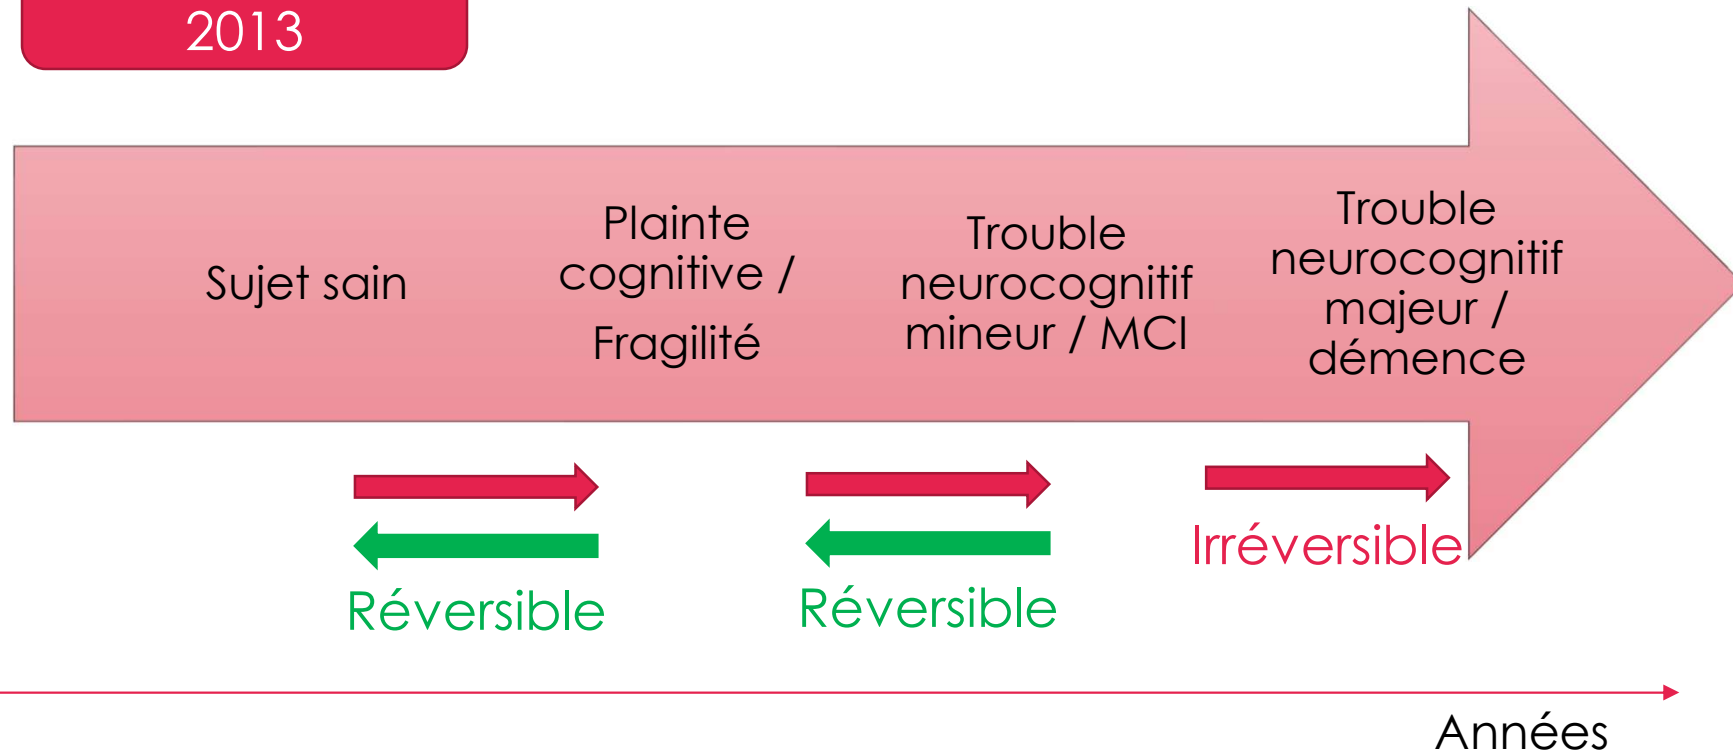 2013
Sujet sain
Plainte
cognitive /
Fragilité
Trouble
neurocognitif
mineur / MCI
Trouble
neurocognitif
majeur /
démence
Réversible
Réversible
Irréversible
Années